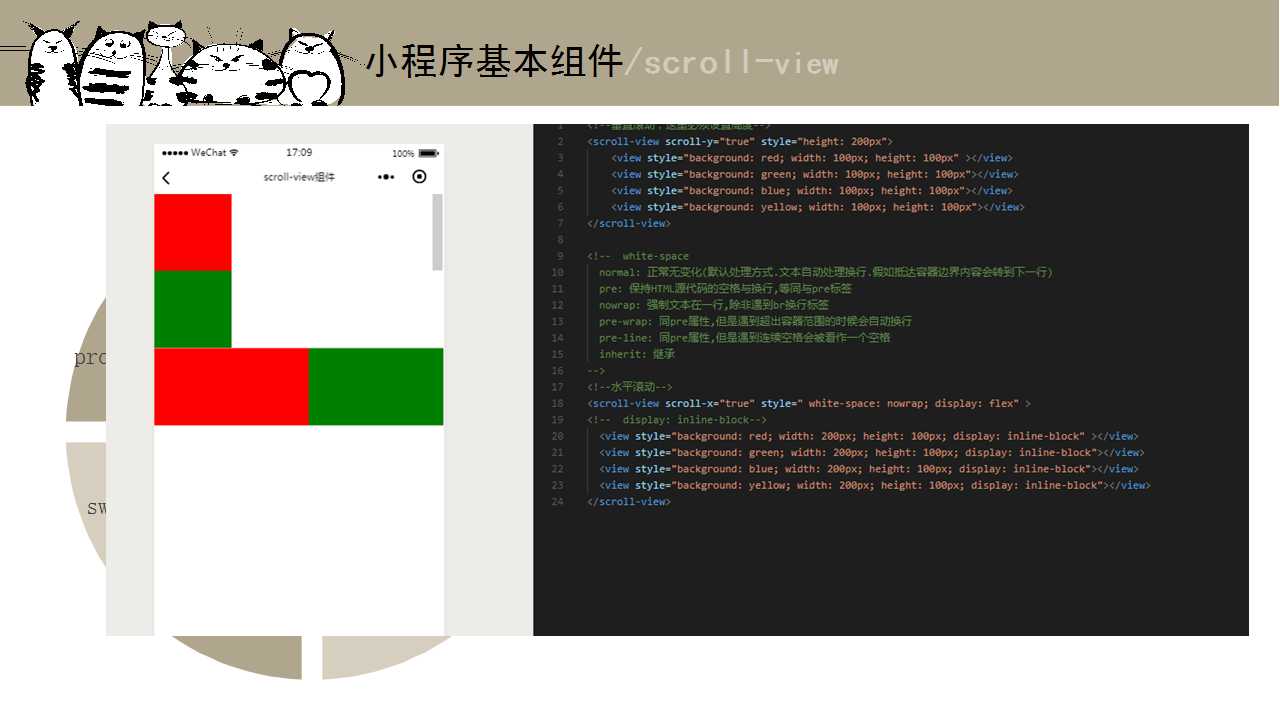 小程序基本组件/scroll-view
●●●●● WeChat 17:09 100%
scroll-view组件
1 <!--垂直滚动，这里必须设置高度-->
2 <scroll-view scroll-y="true" style="height: 200px">
3 <view style="background: red; width: 100px; height: 100px" ></view>
4 <view style="background: green; width: 100px; height: 100px"></view>
5 <view style="background: blue; width: 100px; height: 100px"></view>
6 <view style="background: yellow; width: 100px; height: 100px"></view>
7 </scroll-view>
8
9 <!-- white-space
10 normal: 正常无变化(默认处理方式.文本自动处理换行.假如抵达容器边界内容会转到下一行)
11 pre: 保持HTML源代码的空格与换行,等同与pre标签
12 nowrap: 强制文本在一行,除非遇到br换行标签
13 pre-wrap: 同pre属性,但是遇到超出容器范围的时候会自动换行
14 pre-line: 同pre属性,但是遇到连续空格会被看作一个空格
15 inherit: 继承
16 -->
17 <!--水平滚动-->
18 <scroll-view scroll-x="true" style=" white-space: nowrap; display: flex" >
19 <!-- display: inline-block-->
20 <view style="background: red; width: 200px; height: 100px; display: inline-block" ></view>
21 <view style="background: green; width: 200px; height: 100px; display: inline-block"></view>
22 <view style="background: blue; width: 200px; height: 100px; display: inline-block"></view>
23 <view style="background: yellow; width: 200px; height: 100px; display: inline-block"></view>
24 </scroll-view>